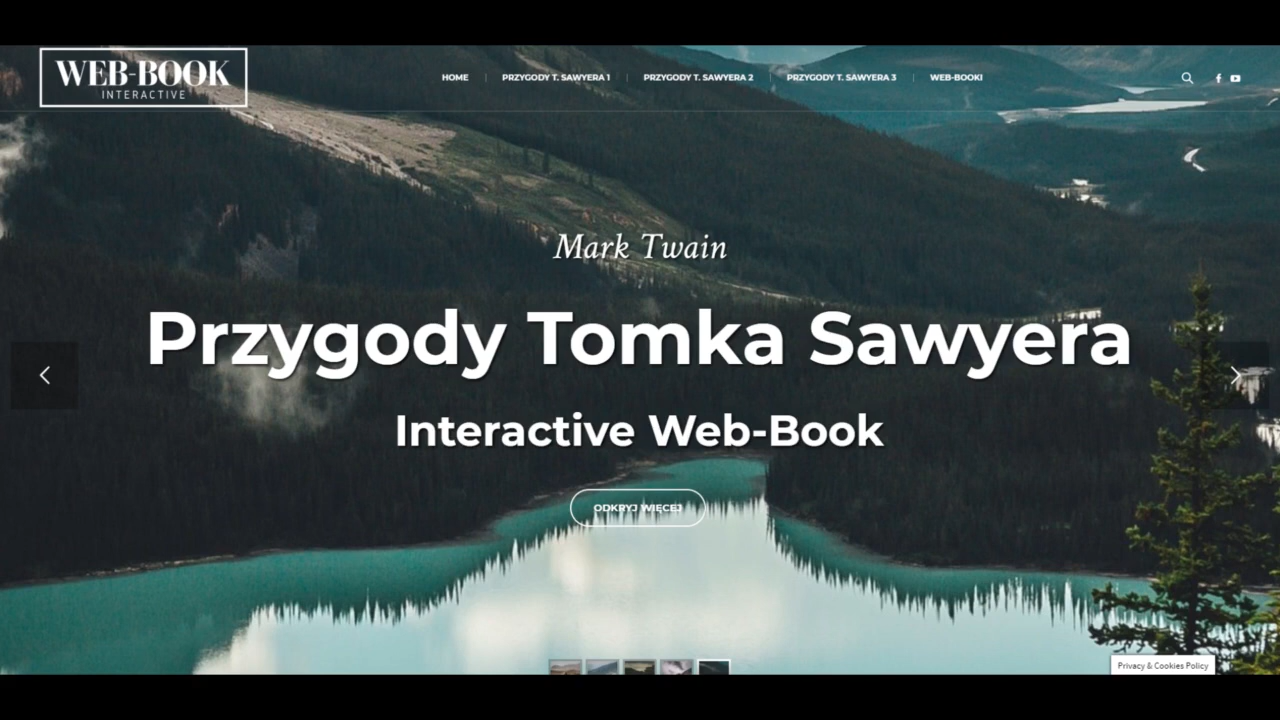 WEB-BOOK
INTERACTIVE
HOME
PRZYGODY T. SAWYERA 1
PRZYGODY T. SAWYERA 2
PRZYGODY T. SAWYERA 3
WEB-BOOKI
Mark Twain
Przygody Tomka Sawyera
Interactive Web-Book
ODKRYJ WIĘCEJ
Privacy & Cookies Policy